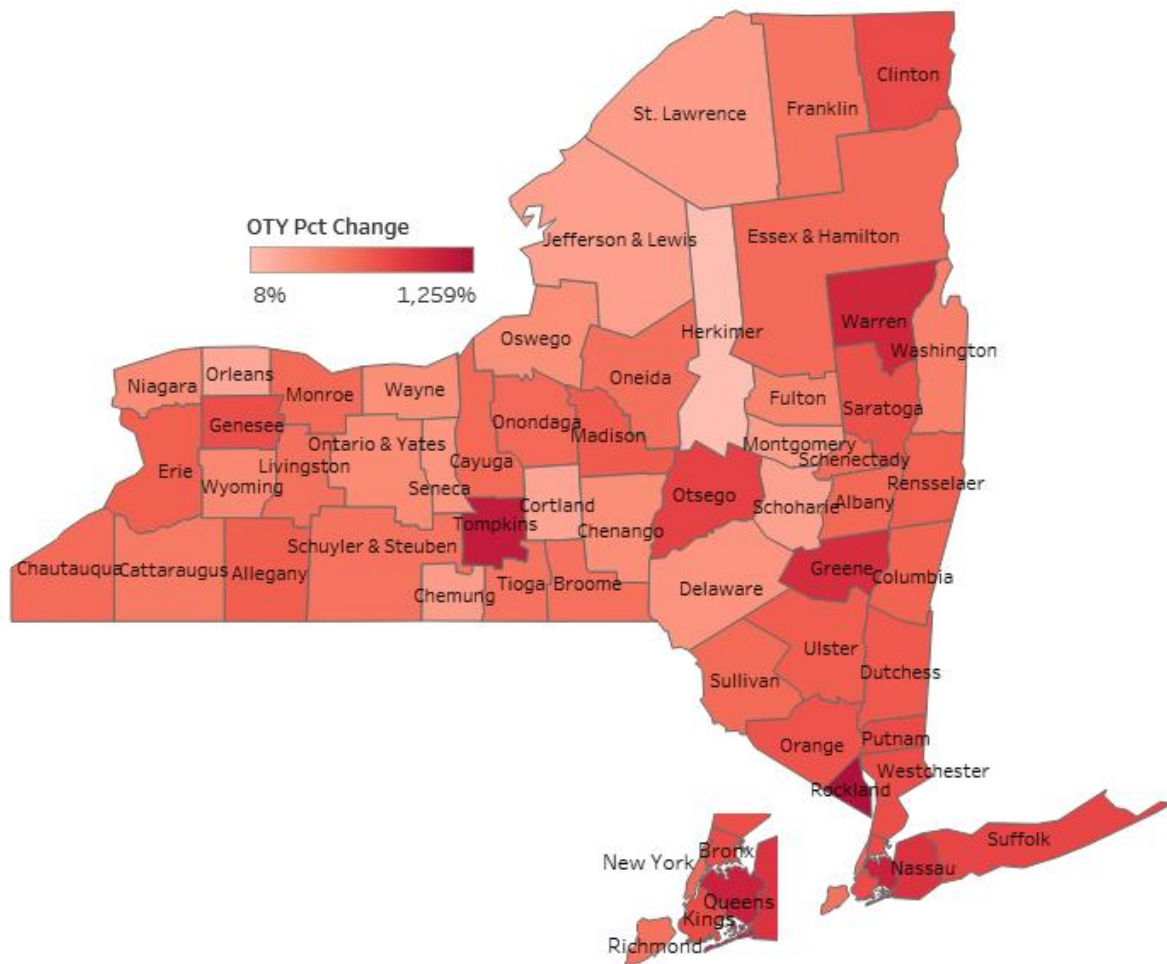 Clinton
St. Lawrence
Franklin
OTY Pct Change
8% 1,259%
Jefferson & Lewis
Essex & Hamilton
Warren
Herkimer
Oswego
Washington
Orleans
Niagara
Monroe
Wayne
Oneida
Fulton
Saratoga
Genesee
Onondaga
Madison
Ontario & Yates
Montgomery
Schenectady
Erie
Livingston
Cayuga
Wyoming
Seneca
Cortland
Otsego
Schoharie
Albany
Rensselaer
Tompkins
Chenango
Schuyler & Steuben
Chautauqua
Cattaraugus
Allegany
Greene
Columbia
Tioga
Broome
Chemung
Delaware
Ulster
Dutchess
Sullivan
Orange
Putnam
Westchester
Rockland
Suffolk
New York
Bronx
Nassau
Queens
Kings
Richmond